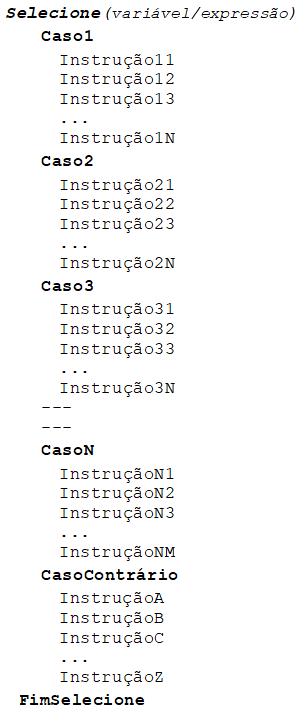 Selecione(variável/expressão)
Caso1
Instrução11
Instrução12
Instrução13
...
Instrução1N
Caso2
Instrução21
Instrução22
Instrução23
...
Instrução2N
Caso3
Instrução31
Instrução32
Instrução33
...
Instrução3N
---
---
CasoN
InstruçãoN1
InstruçãoN2
InstruçãoN3
...
InstruçãoNM
CasoContrário
InstruçãoA
InstruçãoB
InstruçãoC
...
InstruçãoZ
FimSelecione